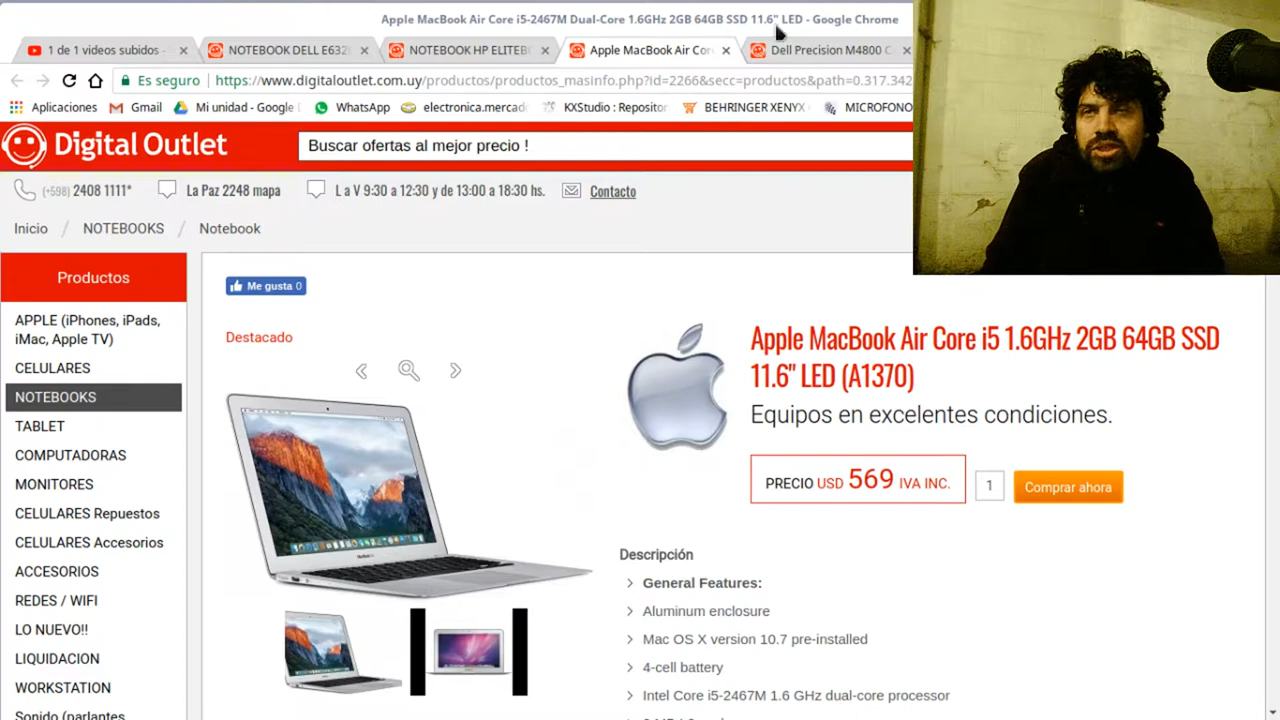 Apple MacBook Air Core i5-2467M Dual-Core 1.6GHz 2GB 64GB SSD 11.6" LED - Google Chrome
1 de 1 videos subidos -
NOTEBOOK DELL E632
NOTEBOOK HP ELITEB
Apple MacBook Air Cor
Dell Precision M4800 C
Es seguro https://www.digitaloutlet.com.uy/productos/productos_masinfo.php?id=2266&secc=productos&path=0.317.342
Aplicaciones Gmail Mi unidad - Google WhatsApp electronica.mercad KXStudio : Repositor BEHRINGER XENYX MICROFONO
Digital Outlet
Buscar ofertas al mejor precio !
(+598) 2408 1111* La Paz 2248 mapa L a V 9:30 a 12:30 y de 13:00 a 18:30 hs. Contacto
Inicio / NOTEBOOKS / Notebook
Productos
APPLE (iPhones, iPads,
iMac, Apple TV)
CELULARES
NOTEBOOKS
TABLET
COMPUTADORAS
MONITORES
CELULARES Repuestos
CELULARES Accesorios
ACCESORIOS
REDES / WIFI
LO NUEVO!!
LIQUIDACION
WORKSTATION
Sonido (parlantes
Me gusta 0
Destacado
Apple MacBook Air Core i5 1.6GHz 2GB 64GB SSD
11.6" LED (A1370)
Equipos en excelentes condiciones.
PRECIO USD 569 IVA INC.
1
Comprar ahora
Descripción
General Features:
Aluminum enclosure
Mac OS X version 10.7 pre-installed
4-cell battery
Intel Core i5-2467M 1.6 GHz dual-core processor